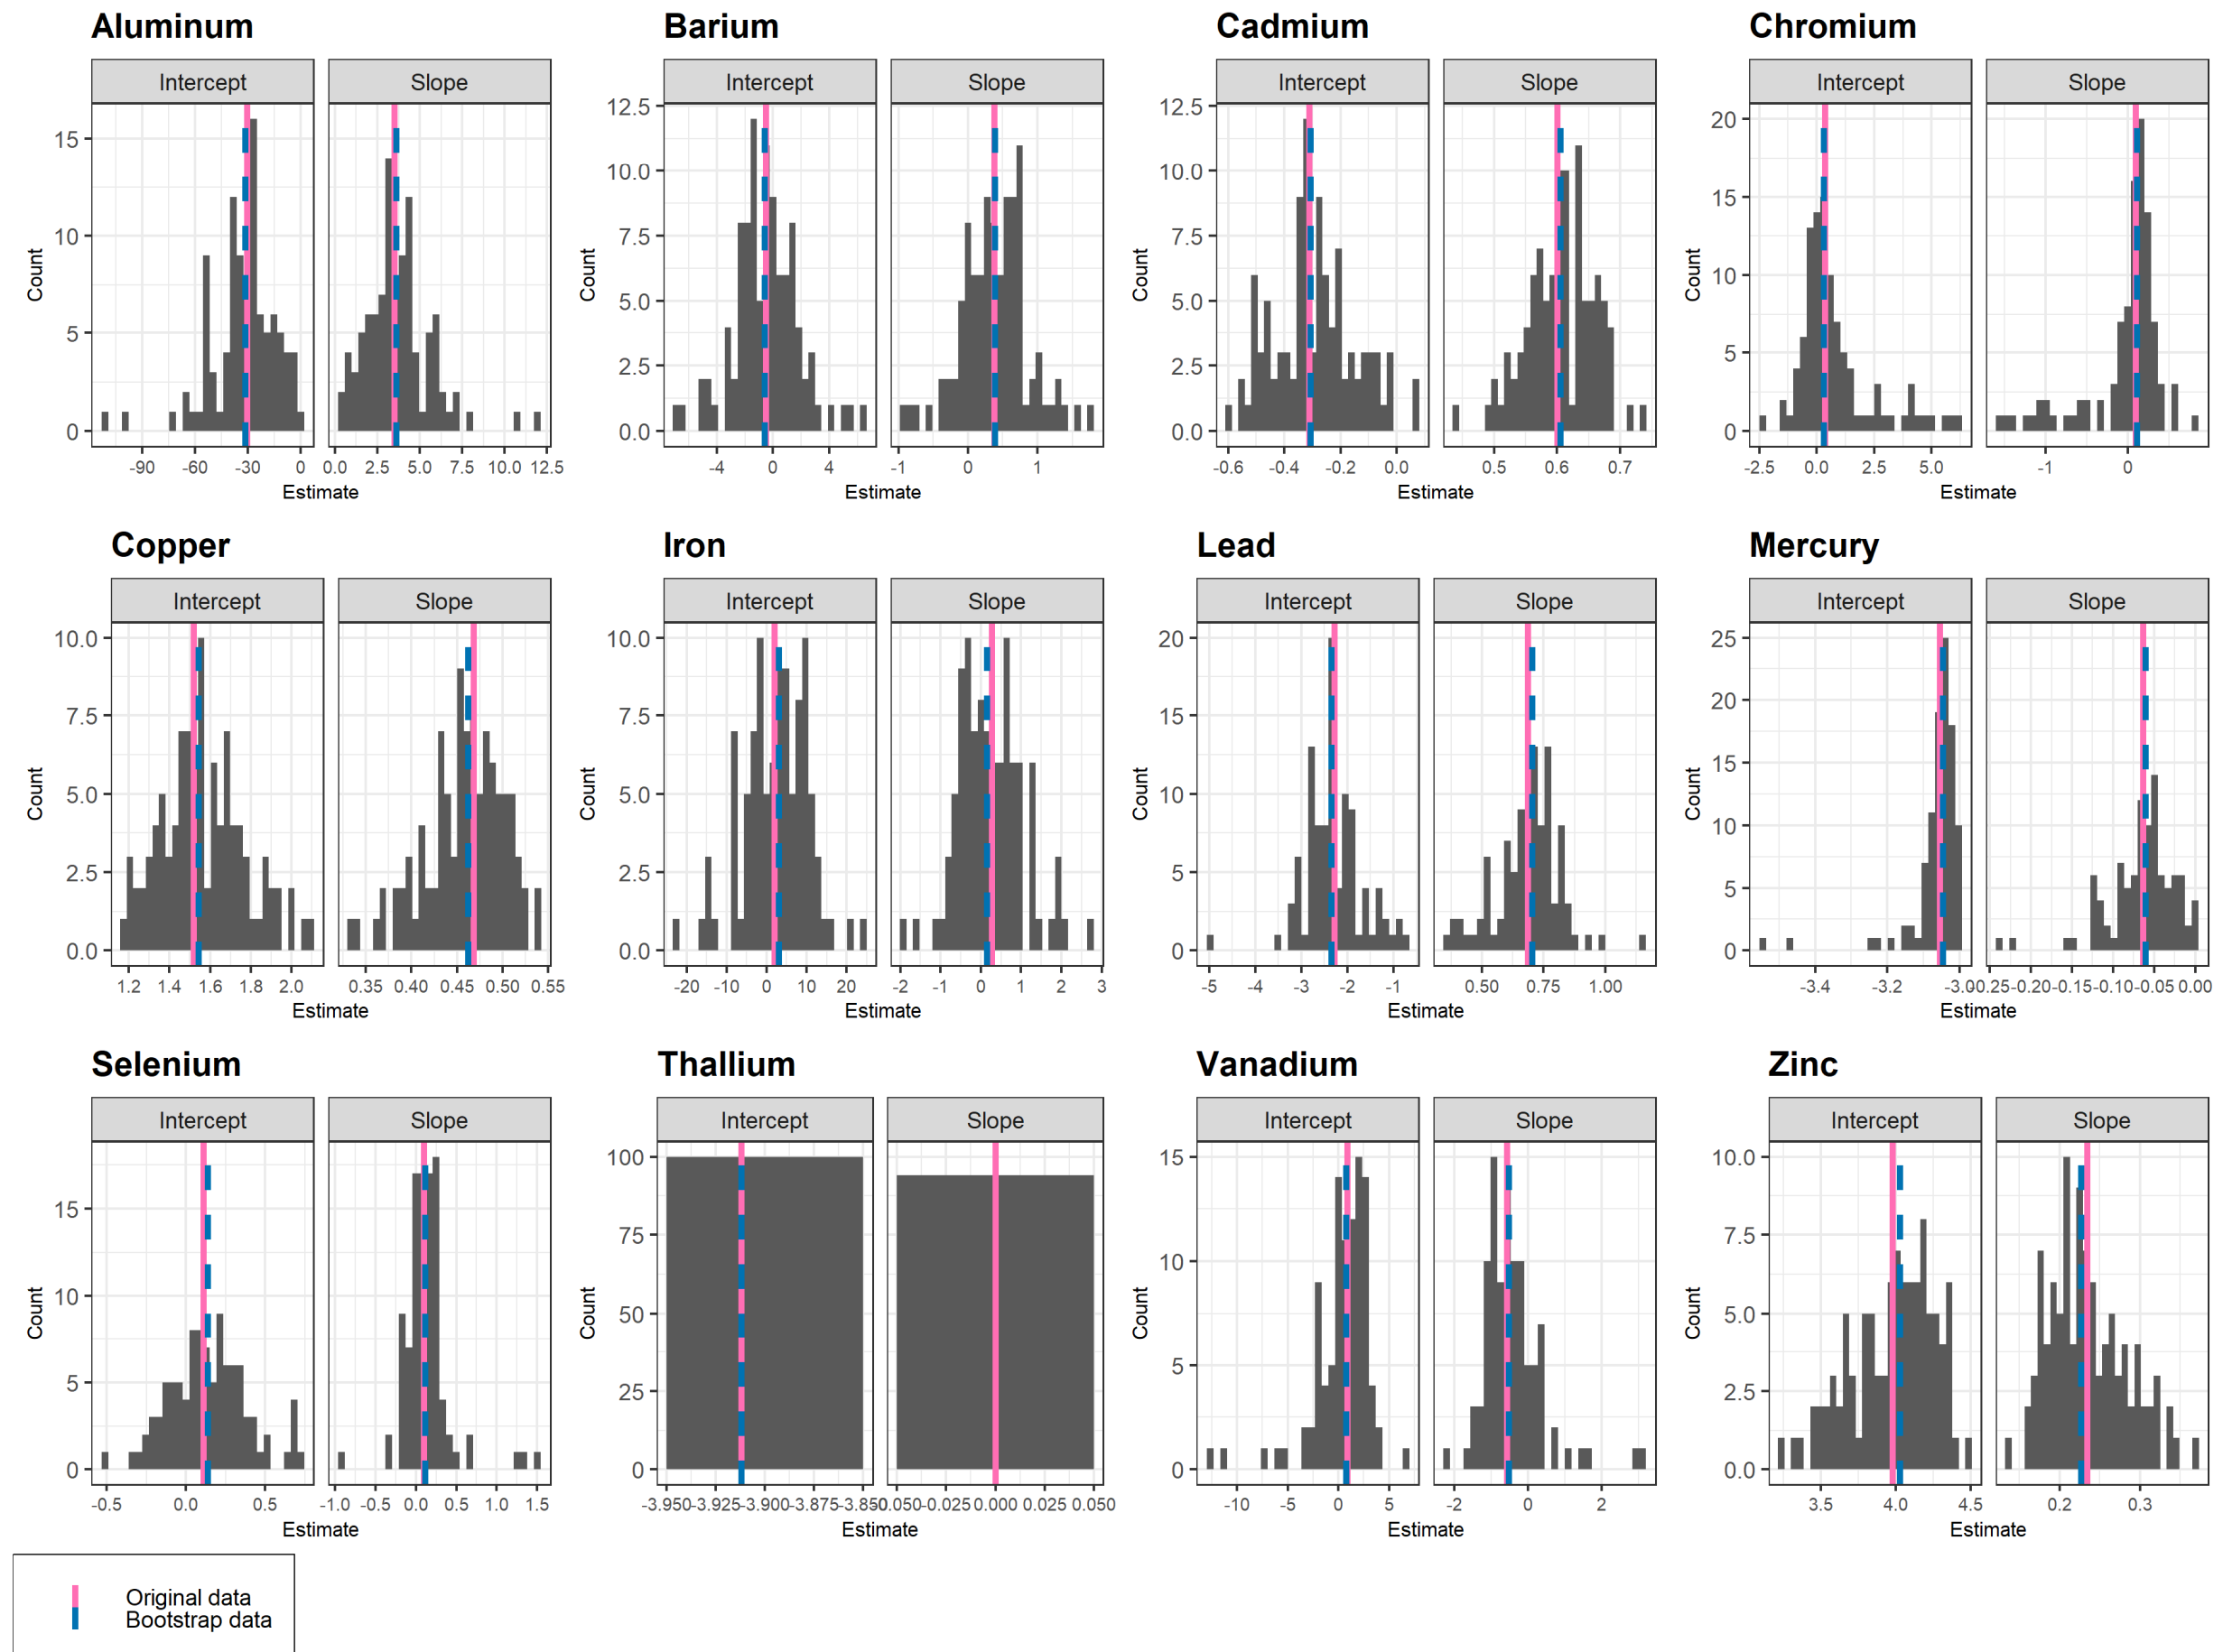 Aluminum Barium Cadmium Chromium
Intercept Slope Intercept Slope Intercept Slope Intercept Slope
Count 15 10 5 0
Count 12.5 10.0 7.5 5.0 2.5 0.0
Count 12.5 10.0 7.5 5.0 2.5 0.0
Count 20 15 10 5 0
-90 -60 -30 0 0.0 2.5 5.0 7.5 10.0 12.5
-4 0 4 -1 0 1
-0.6 -0.4 -0.2 0.0 0.5 0.6 0.7
-2.5 0.0 2.5 5.0 -1 0
Estimate Estimate Estimate Estimate
Copper Iron Lead Mercury
Intercept Slope Intercept Slope Intercept Slope Intercept Slope
Count 10.0 7.5 5.0 2.5 0.0
Count 10.0 7.5 5.0 2.5 0.0
Count 20 15 10 5 0
Count 25 20 15 10 5 0
1.2 1.4 1.6 1.8 2.0 0.35 0.40 0.45 0.50 0.55
-20 -10 0 10 20 -2 -1 0 1 2 3
-5 -4 -3 -2 -1 0.50 0.75 1.00
-3.4 -3.2 -3.0 -0.25 -0.20 -0.15 -0.10 -0.05 0.00
Estimate Estimate Estimate Estimate
Selenium Thallium Vanadium Zinc
Intercept Slope Intercept Slope Intercept Slope Intercept Slope
Count 15 10 5 0
Count 100 75 50 25 0
Count 15 10 5 0
Count 10.0 7.5 5.0 2.5 0.0
-0.5 0.0 0.5 -1.0 -0.5 0.0 0.5 1.0 1.5
-3.950 -3.925 -3.900 -3.875 -3.850 -0.050 -0.025 0.000 0.025 0.050
-10 -5 0 5 -2 0 2
3.5 4.0 4.5 0.2 0.3
Estimate Estimate Estimate Estimate
Original data
Bootstrap data